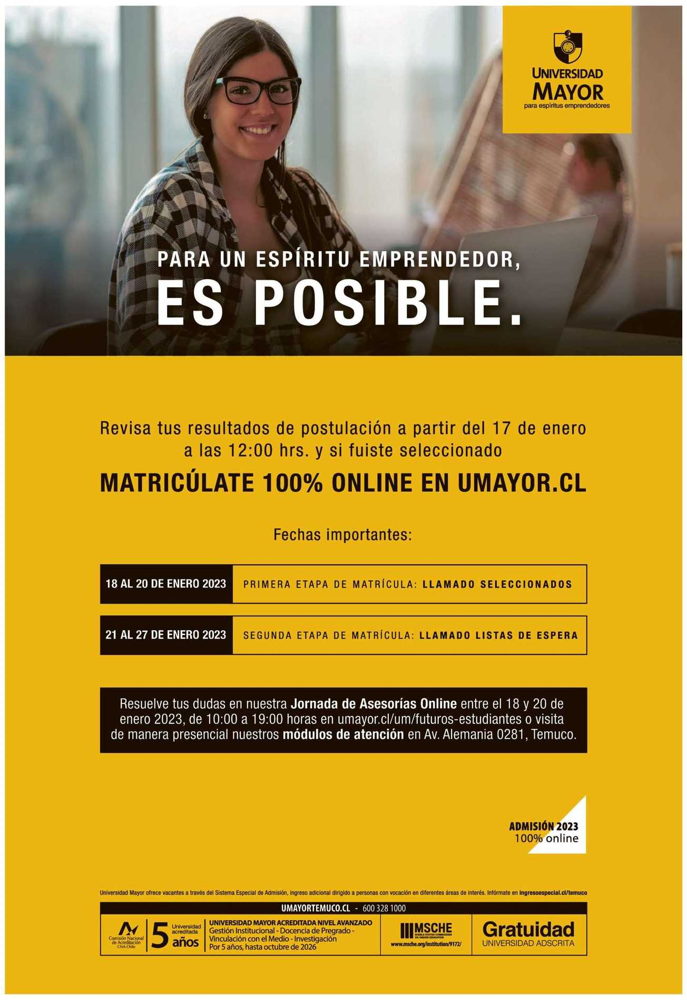 UNIVERSIDAD
MAYOR
para espíritus emprendedores
PARA UN ESPÍRITU EMPRENDEDOR,
ES POSIBLE.
Revisa tus resultados de postulación a partir del 17 de enero
a las 12:00 hrs. y si fuiste seleccionado
MATRICÚLATE 100% ONLINE EN UMAYOR.CL
Fechas importantes:
18 AL 20 DE ENERO 2023 PRIMERA ETAPA DE MATRÍCULA: LLAMADO SELECCIONADOS
21 AL 27 DE ENERO 2023 SEGUNDA ETAPA DE MATRÍCULA: LLAMADO LISTAS DE ESPERA
Resuelve tus dudas en nuestra Jornada de Asesorías Online entre el 18 y 20 de
enero 2023, de 10:00 a 19:00 horas en umayor.cl/um/futuros-estudiantes o visita
de manera presencial nuestros módulos de atención en Av. Alemania 0281, Temuco.
ADMISIÓN 2023
100% online
Universidad Mayor ofrece vacantes a través del Sistema Especial de Admisión, ingreso adicional dirigido a personas con vocación en diferentes áreas de interés. Infórmate en ingresoespecial.cl/temuco
UMAYORTEMUCO.CL - 600 328 1000
Comisión Nacional
de Acreditación
CNA-Chile
5 Universidad
acreditada
años
UNIVERSIDAD MAYOR ACREDITADA NIVEL AVANZADO
Gestión Institucional - Docencia de Pregrado -
Vinculación con el Medio - Investigación
Por 5 años, hasta octubre de 2026
MSCHE
MIDDLE STATES COMMISSION
ON HIGHER EDUCATION
www.msche.org/institution/9172/
Gratuidad
UNIVERSIDAD ADSCRITA